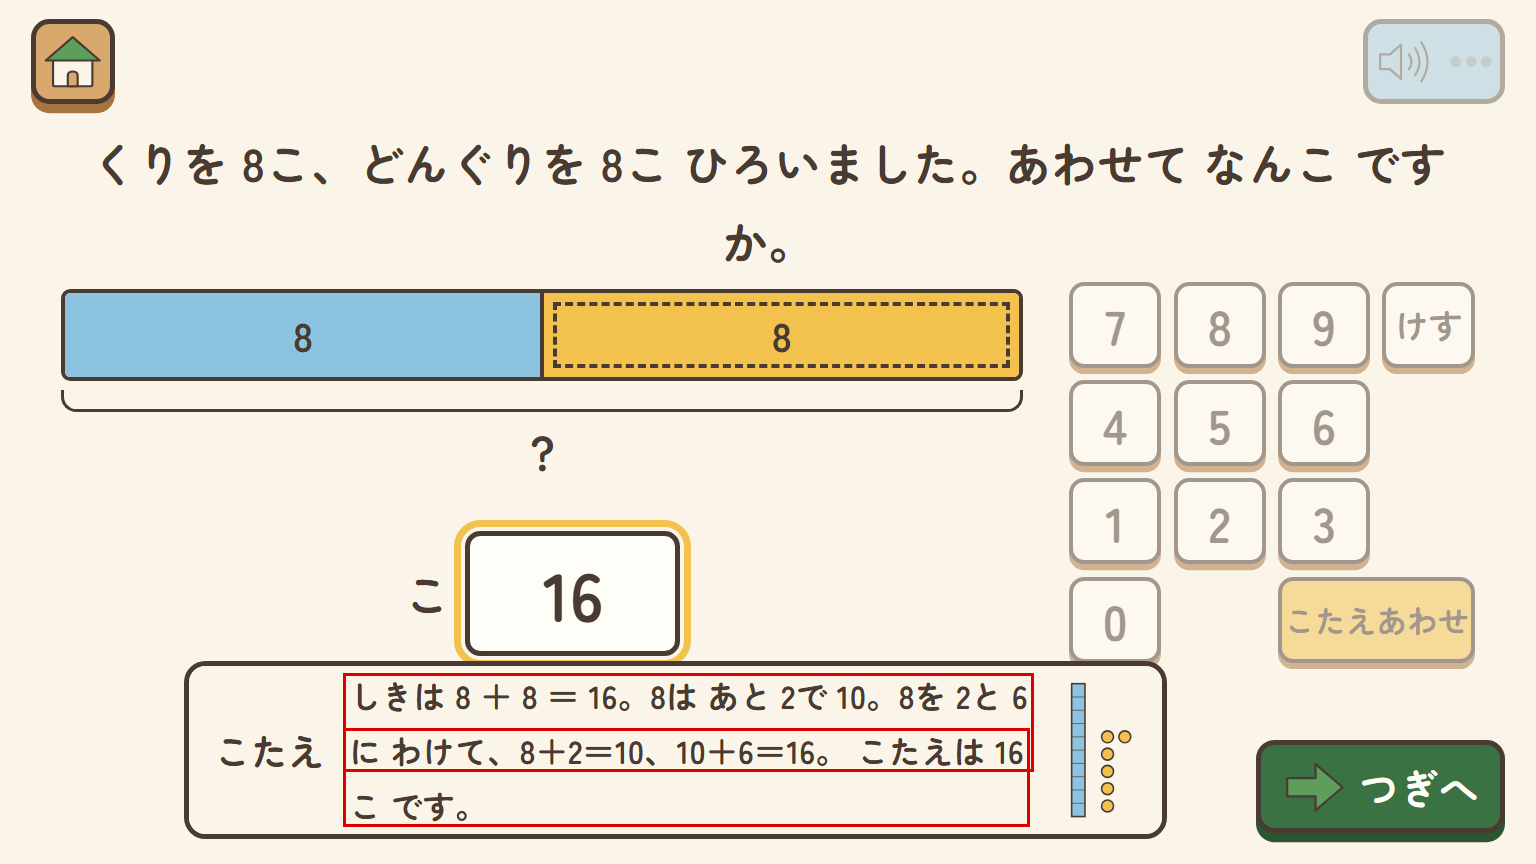 くりを 8こ、どんぐりを 8こ ひろいました。あわせて なんこ です
か。
8
8
?
こ
16
7
8
9
けす
4
5
6
1
2
3
0
こたえあわせ
こたえ
しきは 8 + 8 = 16。8は あと 2で 10。8を 2と 6
に わけて、8+2=10、10+6=16。 こたえは 16
こ です。
つぎへ